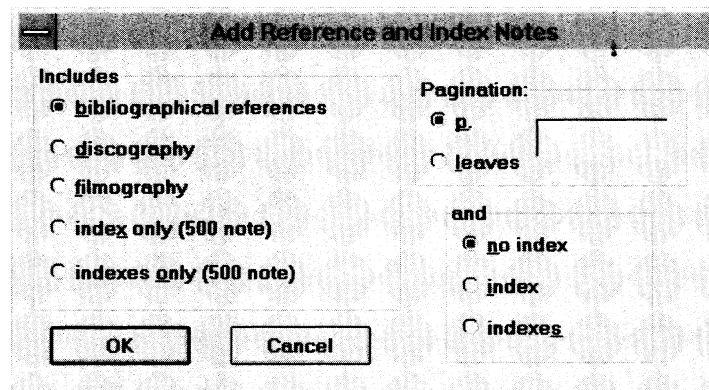 Add Reference and Index Notes
Includes
bibliographical references
discography
filmography
index only (500 note)
indexes only (500 note)
Pagination:
p.
leaves
and
no index
index
indexes
OK
Cancel